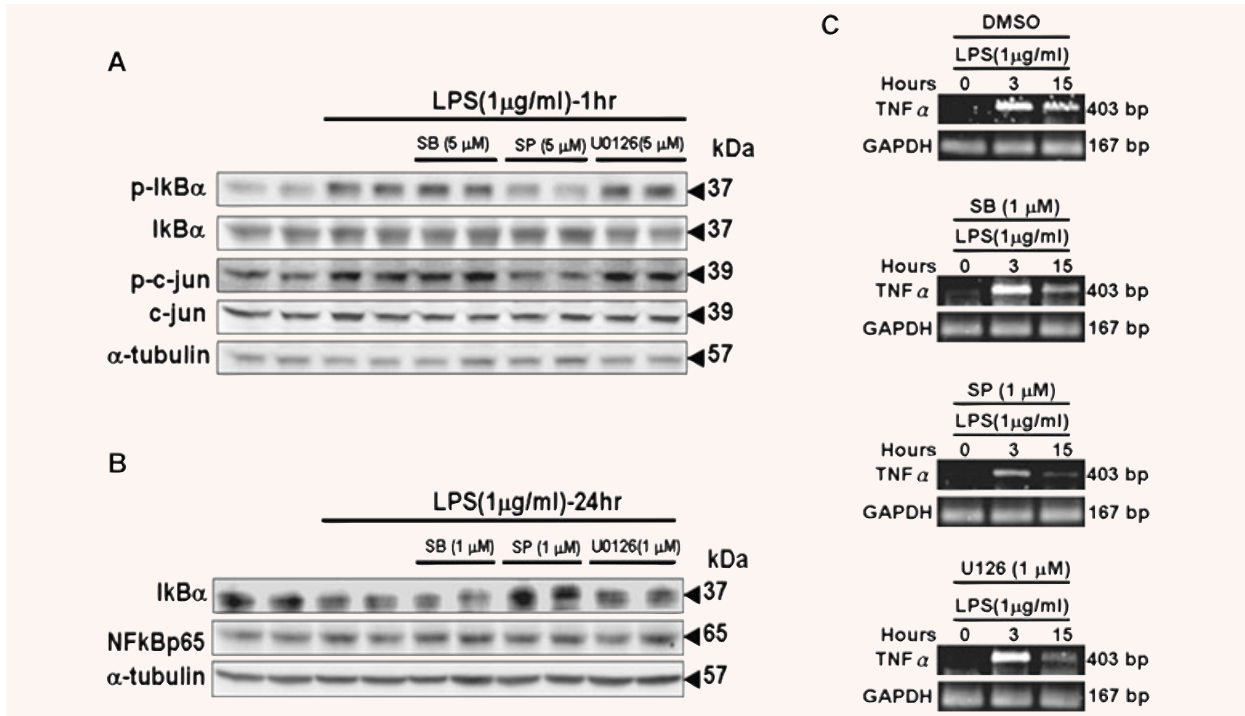 A
LPS(1μg/ml)-1hr
SB (5 μM) SP (5 μM) U0126(5 μM) kDa
p-IkBα 37
IkBα 37
p-c-jun 39
c-jun 39
α-tubulin 57
B
LPS(1μg/ml)-24hr
SB (1 μM) SP (1 μM) U0126(1 μM) kDa
IkBα 37
NFkBp65 65
α-tubulin 57
C
DMSO
LPS(1μg/ml)
Hours 0 3 15
TNF α 403 bp
GAPDH 167 bp
SB (1 μM)
LPS(1μg/ml)
Hours 0 3 15
TNF α 403 bp
GAPDH 167 bp
SP (1 μM)
LPS(1μg/ml)
Hours 0 3 15
TNF α 403 bp
GAPDH 167 bp
U126 (1 μM)
LPS(1μg/ml)
Hours 0 3 15
TNF α 403 bp
GAPDH 167 bp